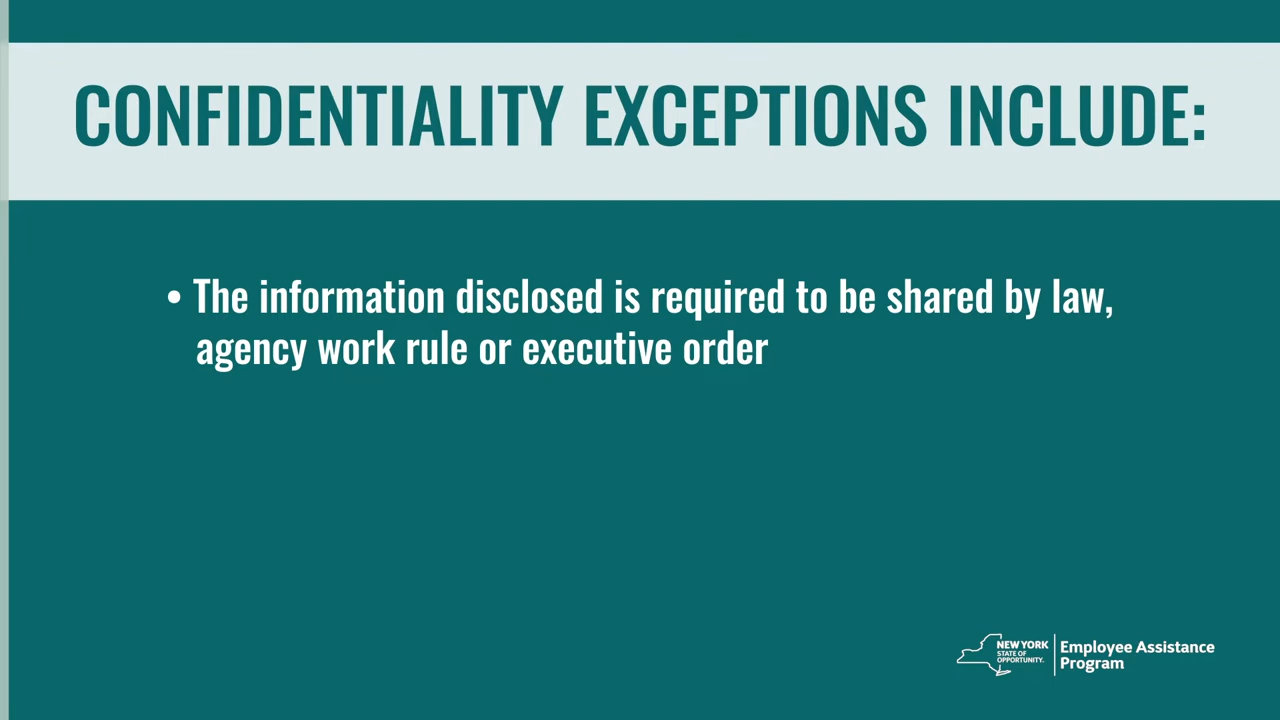 CONFIDENTIALITY EXCEPTIONS INCLUDE:
• The information disclosed is required to be shared by law,
agency work rule or executive order
NEW YORK
STATE OF
OPPORTUNITY.
Employee Assistance
Program